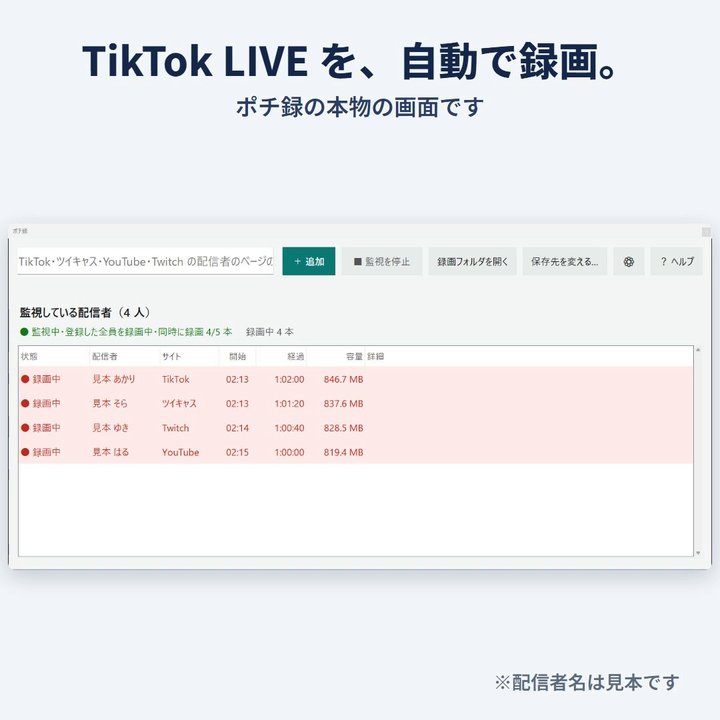 TikTok LIVE を、自動で録画。
ポチ録の本物の画面です
ポチ録
TikTok・ツイキャス・YouTube・Twitch の配信者のページの
+ 追加
■ 監視を停止
録画フォルダを開く
保存先を変える...
? ヘルプ
監視している配信者（4 人）
● 監視中・登録した全員を録画中・同時に録画 4/5 本 録画中 4 本
状態 配信者 サイト 開始 経過 容量 詳細
● 録画中 見本 あかり TikTok 02:13 1:02:00 846.7 MB
● 録画中 見本 そら ツイキャス 02:13 1:01:20 837.6 MB
● 録画中 見本 ゆき Twitch 02:14 1:00:40 828.5 MB
● 録画中 見本 はる YouTube 02:15 1:00:00 819.4 MB
※配信者名は見本です